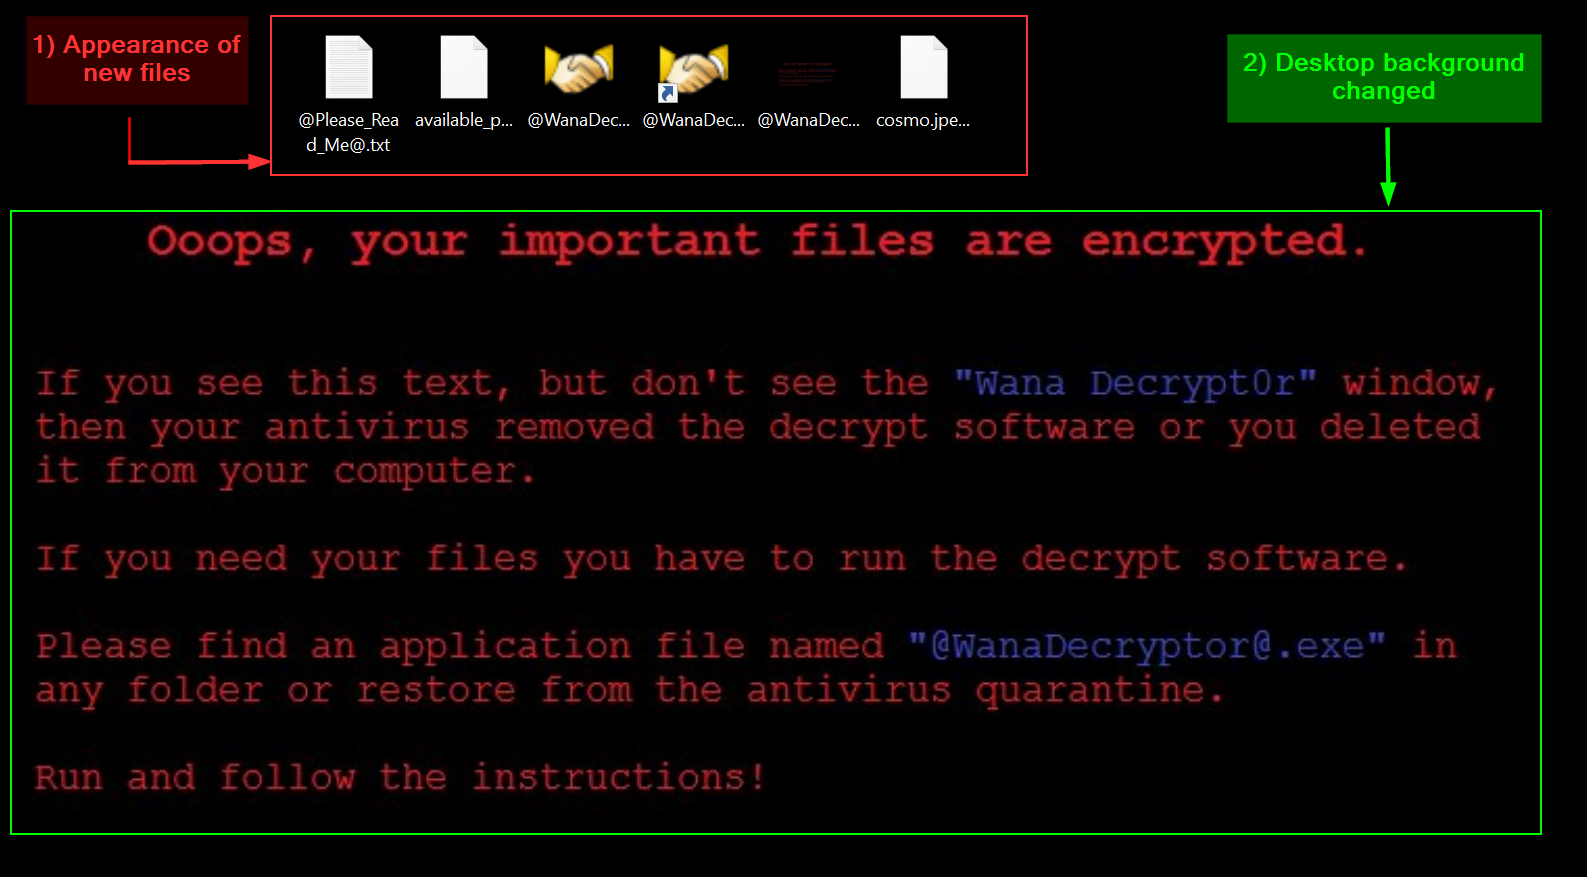 1) Appearance of
new files
@Please_Rea
d_Me@.txt
available_p...
@WanaDec...
@WanaDec...
@WanaDec...
cosmo.jpe...
2) Desktop background
changed
Ooops, your important files are encrypted.
If you see this text, but don't see the "Wana Decrypt0r" window,
then your antivirus removed the decrypt software or you deleted
it from your computer.
If you need your files you have to run the decrypt software.
Please find an application file named "@WanaDecryptor@.exe" in
any folder or restore from the antivirus quarantine.
Run and follow the instructions!